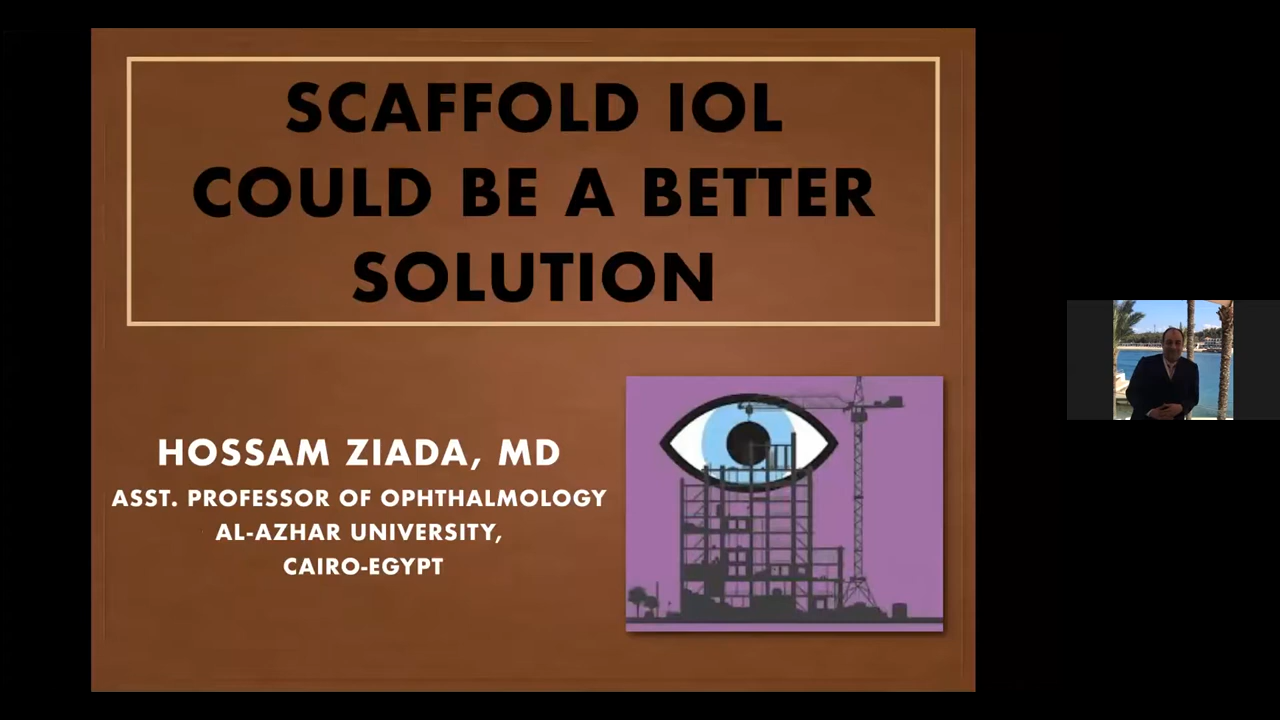 SCAFFOLD IOL
COULD BE A BETTER
SOLUTION
HOSSAM ZIADA, MD
ASST. PROFESSOR OF OPHTHALMOLOGY
AL-AZHAR UNIVERSITY,
CAIRO-EGYPT